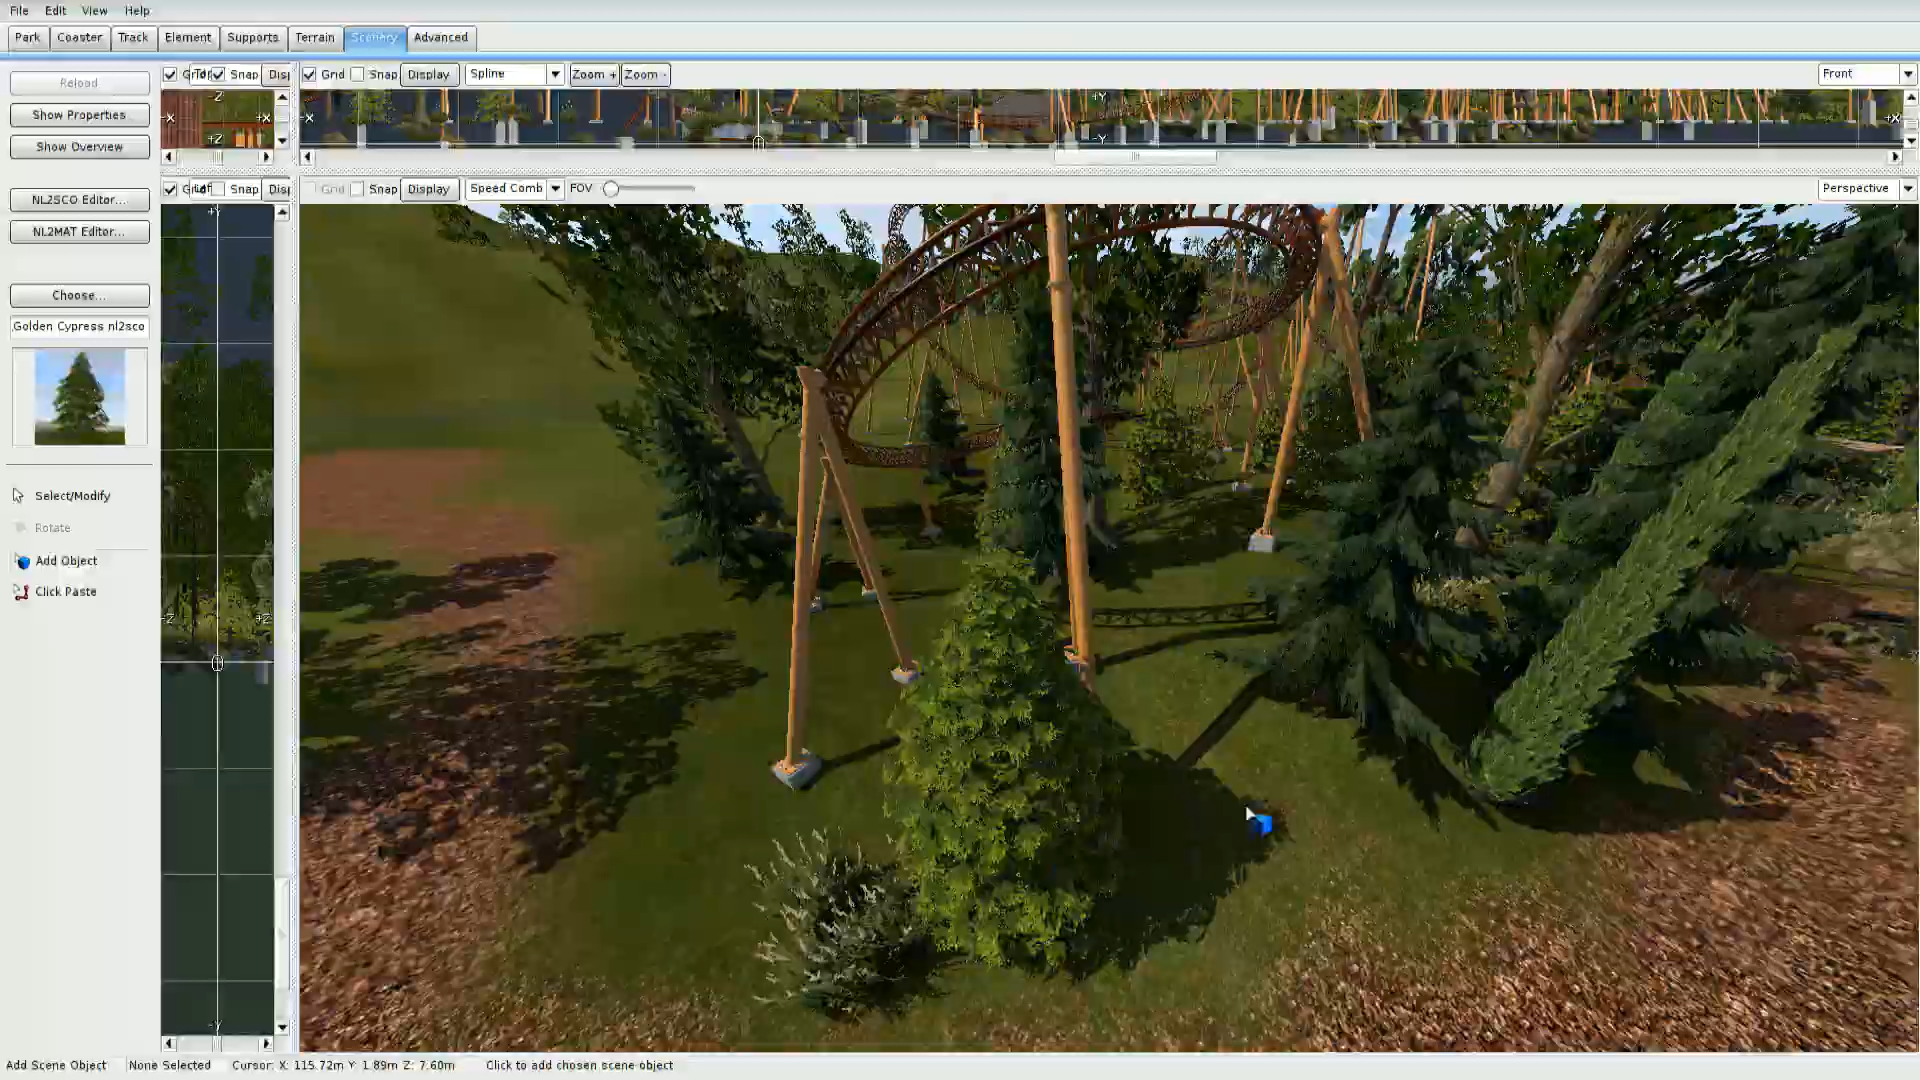 File Edit View Help
Park Coaster Track Element Supports Terrain Scenery Advanced
Reload
Show Properties
Show Overview
NL2SCO Editor...
NL2MAT Editor...
Choose...
Golden Cypress nl2sco
Select/Modify
Rotate
Add Object
Click Paste
Snap
Grid Snap Display Spline Zoom + Zoom - Front
-Z
-X +X
+Z
-X +Y +X
-Y
Snap
Grid Snap Display Speed Comb FOV Perspective
+Y
-Z +Z
-Y
Add Scene Object None Selected Cursor: X: 115.72m Y: 1.89m Z: 7.60m Click to add chosen scene object